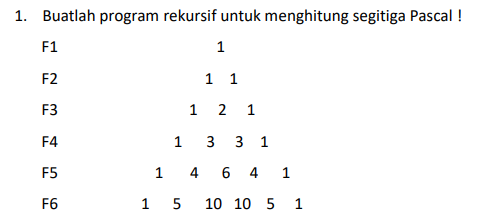 1. Buatlah program rekursif untuk menghitung segitiga Pascal !
F1 1
F2 1 1
F3 1 2 1
F4 1 3 3 1
F5 1 4 6 4 1
F6 1 5 10 10 5 1